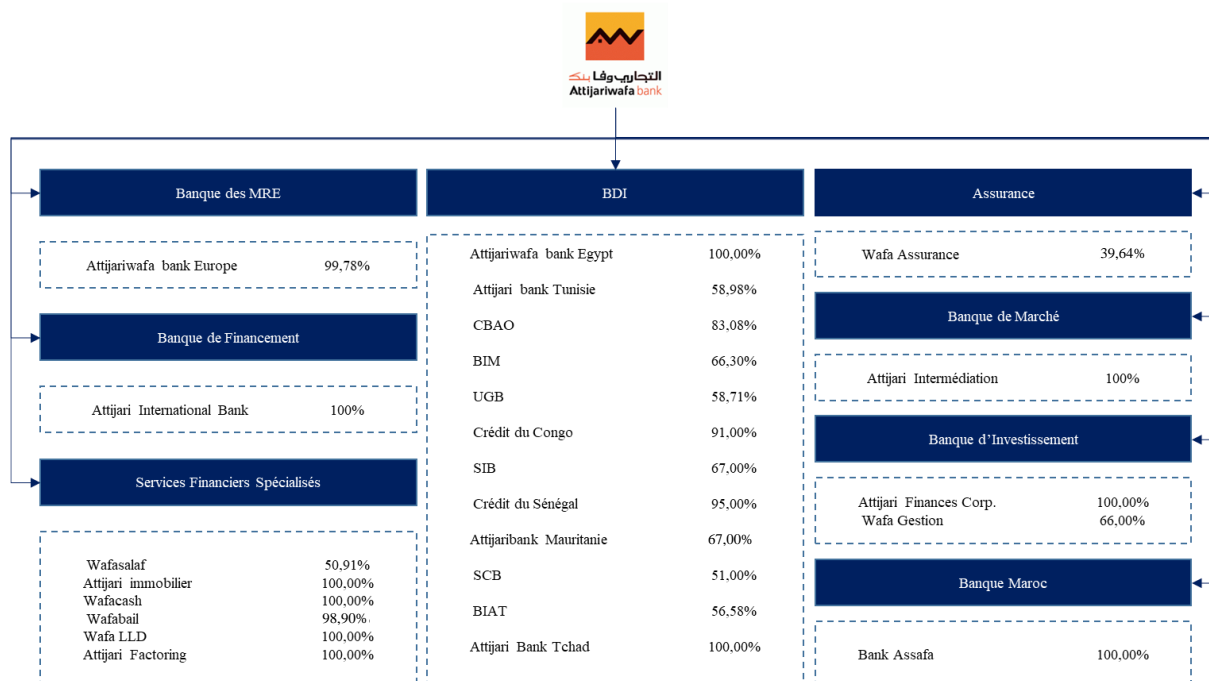 التجاري وفا بنك
Attijariwafa bank
Banque des MRE
Attijariwafa bank Europe 99,78%
Banque de Financement
Attijari International Bank 100%
Services Financiers Spécialisés
Wafasalaf 50,91%
Attijari immobilier 100,00%
Wafacash 100,00%
Wafabail 98,90%
Wafa LLD 100,00%
Attijari Factoring 100,00%
BDI
Attijariwafa bank Egypt 100,00%
Attijari bank Tunisie 58,98%
CBAO 83,08%
BIM 66,30%
UGB 58,71%
Crédit du Congo 91,00%
SIB 67,00%
Crédit du Sénégal 95,00%
Attijaribank Mauritanie 67,00%
SCB 51,00%
BIAT 56,58%
Attijari Bank Tchad 100,00%
Assurance
Wafa Assurance 39,64%
Banque de Marché
Attijari Intermédiation 100%
Banque d’Investissement
Attijari Finances Corp. 100,00%
Wafa Gestion 66,00%
Banque Maroc
Bank Assafa 100,00%